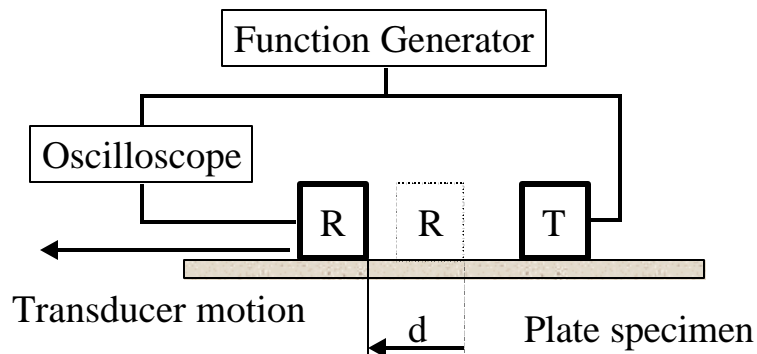 Function Generator
Oscilloscope
R
R
T
Transducer motion
d
Plate specimen